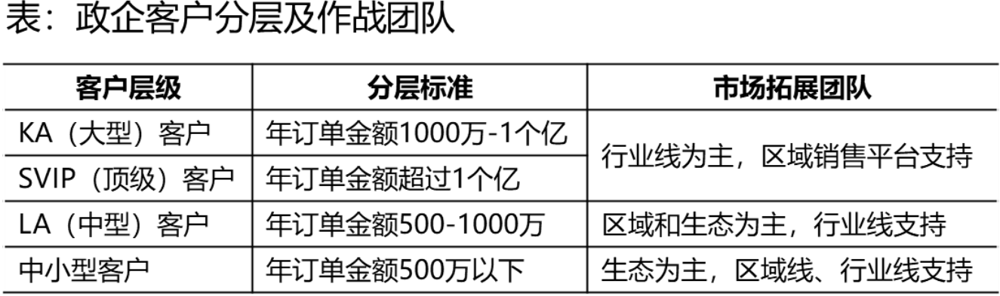 表：政企客户分层及作战团队
客户层级 分层标准 市场拓展团队
KA（大型）客户 年订单金额1000万-1个亿
行业线为主，区域销售平台支持
SVIP（顶级）客户 年订单金额超过1个亿
LA（中型）客户 年订单金额500-1000万 区域和生态为主，行业线支持
中小型客户 年订单金额500万以下 生态为主，区域线、行业线支持